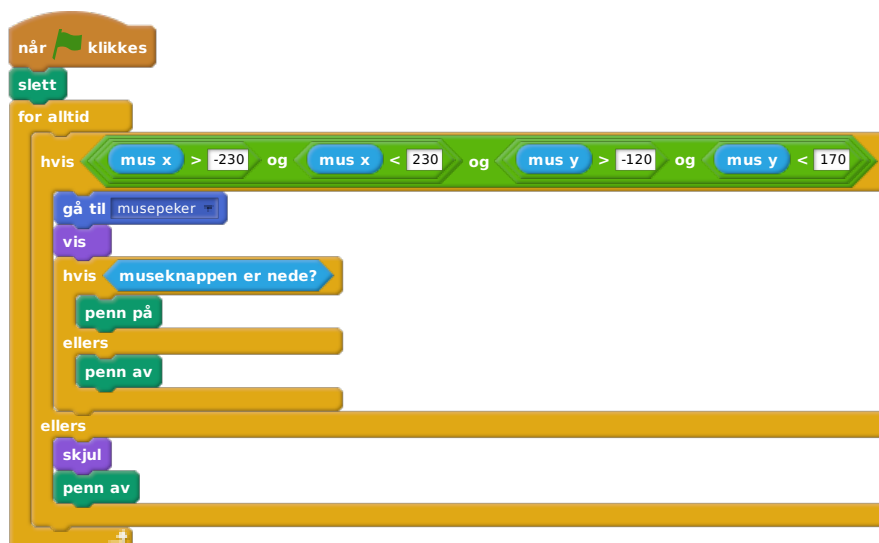 når klikkes
slett
for alltid
hvis mus x > -230 og mus x < 230 og mus y > -120 og mus y < 170
gå til musepeker
vis
hvis museknappen er nede?
penn på
ellers
penn av
ellers
skjul
penn av